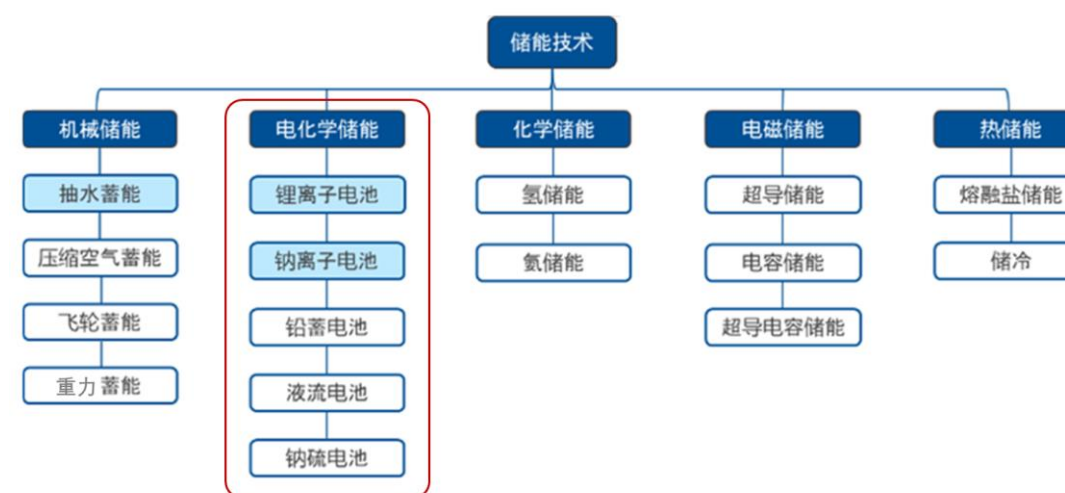 储能技术
机械储能
抽水蓄能
压缩空气蓄能
飞轮蓄能
重力蓄能
电化学储能
锂离子电池
钠离子电池
铅蓄电池
液流电池
钠硫电池
化学储能
氢储能
氨储能
电磁储能
超导储能
电容储能
超导电容储能
热储能
熔融盐储能
储冷